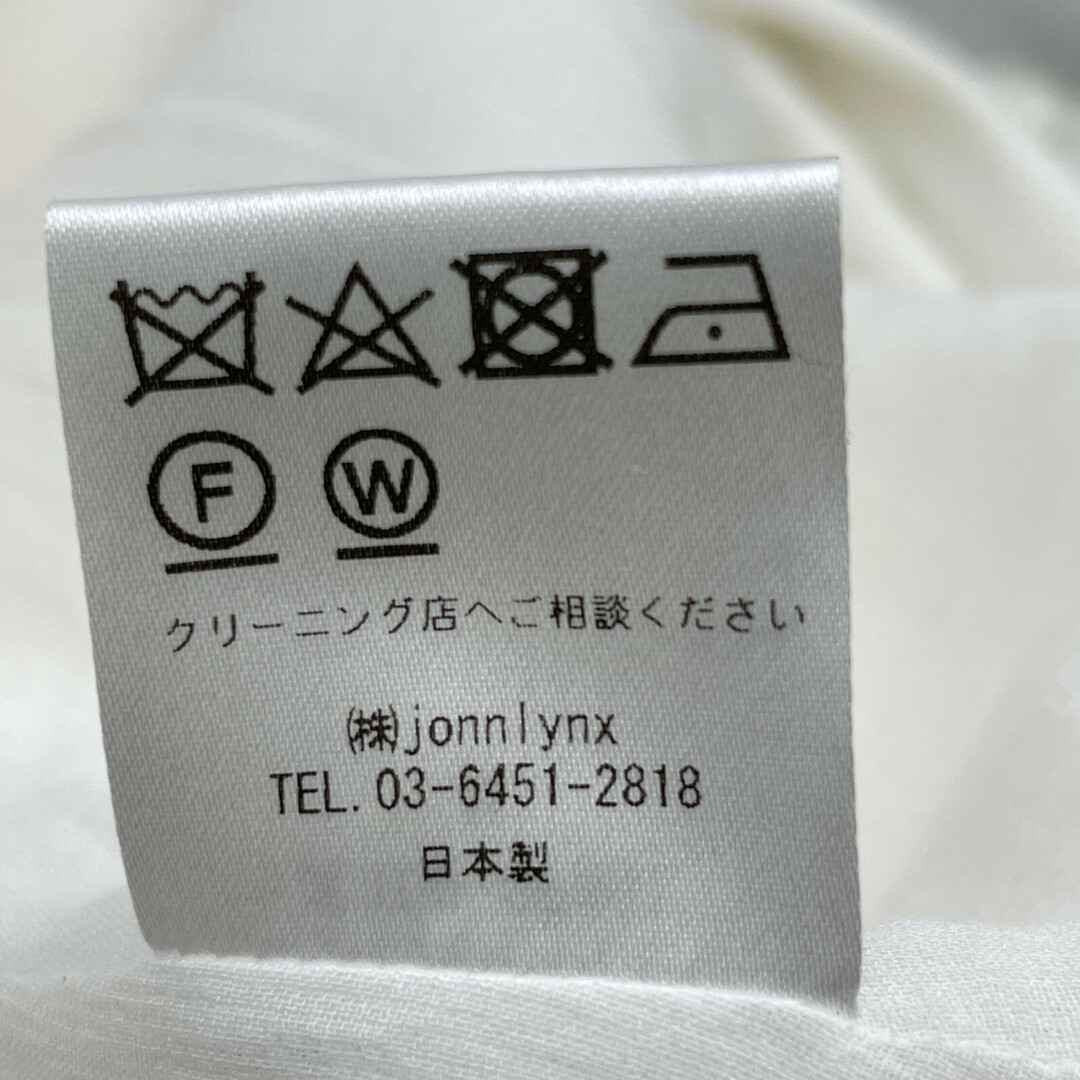 F W
クリーニング店へご相談ください
㈱jonnlynx
TEL. 03-6451-2818
日本製